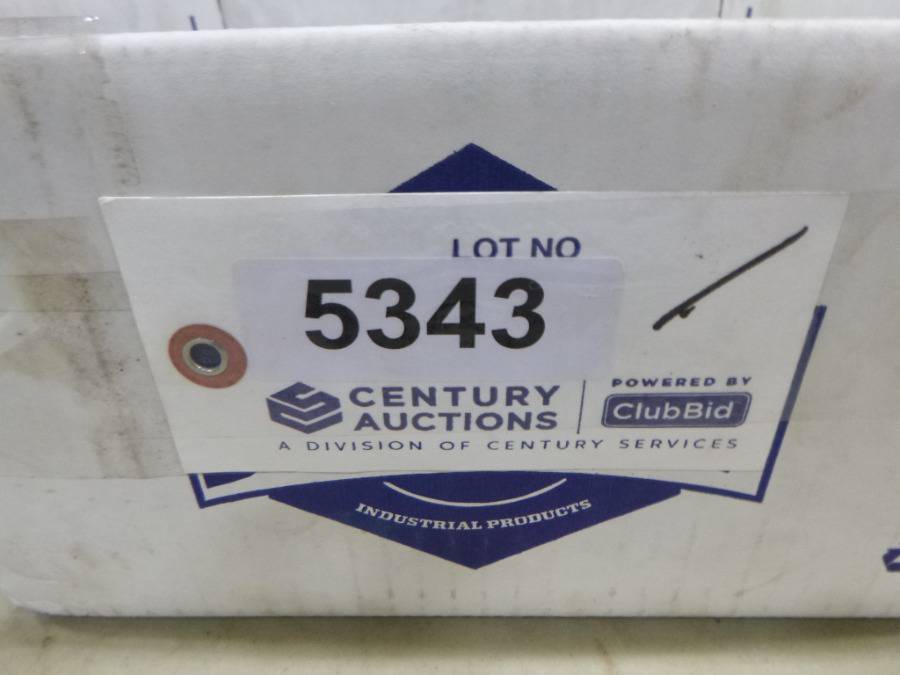 LOT NO
5343
CENTURY
AUCTIONS
POWERED BY
ClubBid
A DIVISION OF CENTURY SERVICES
INDUSTRIAL PRODUCTS